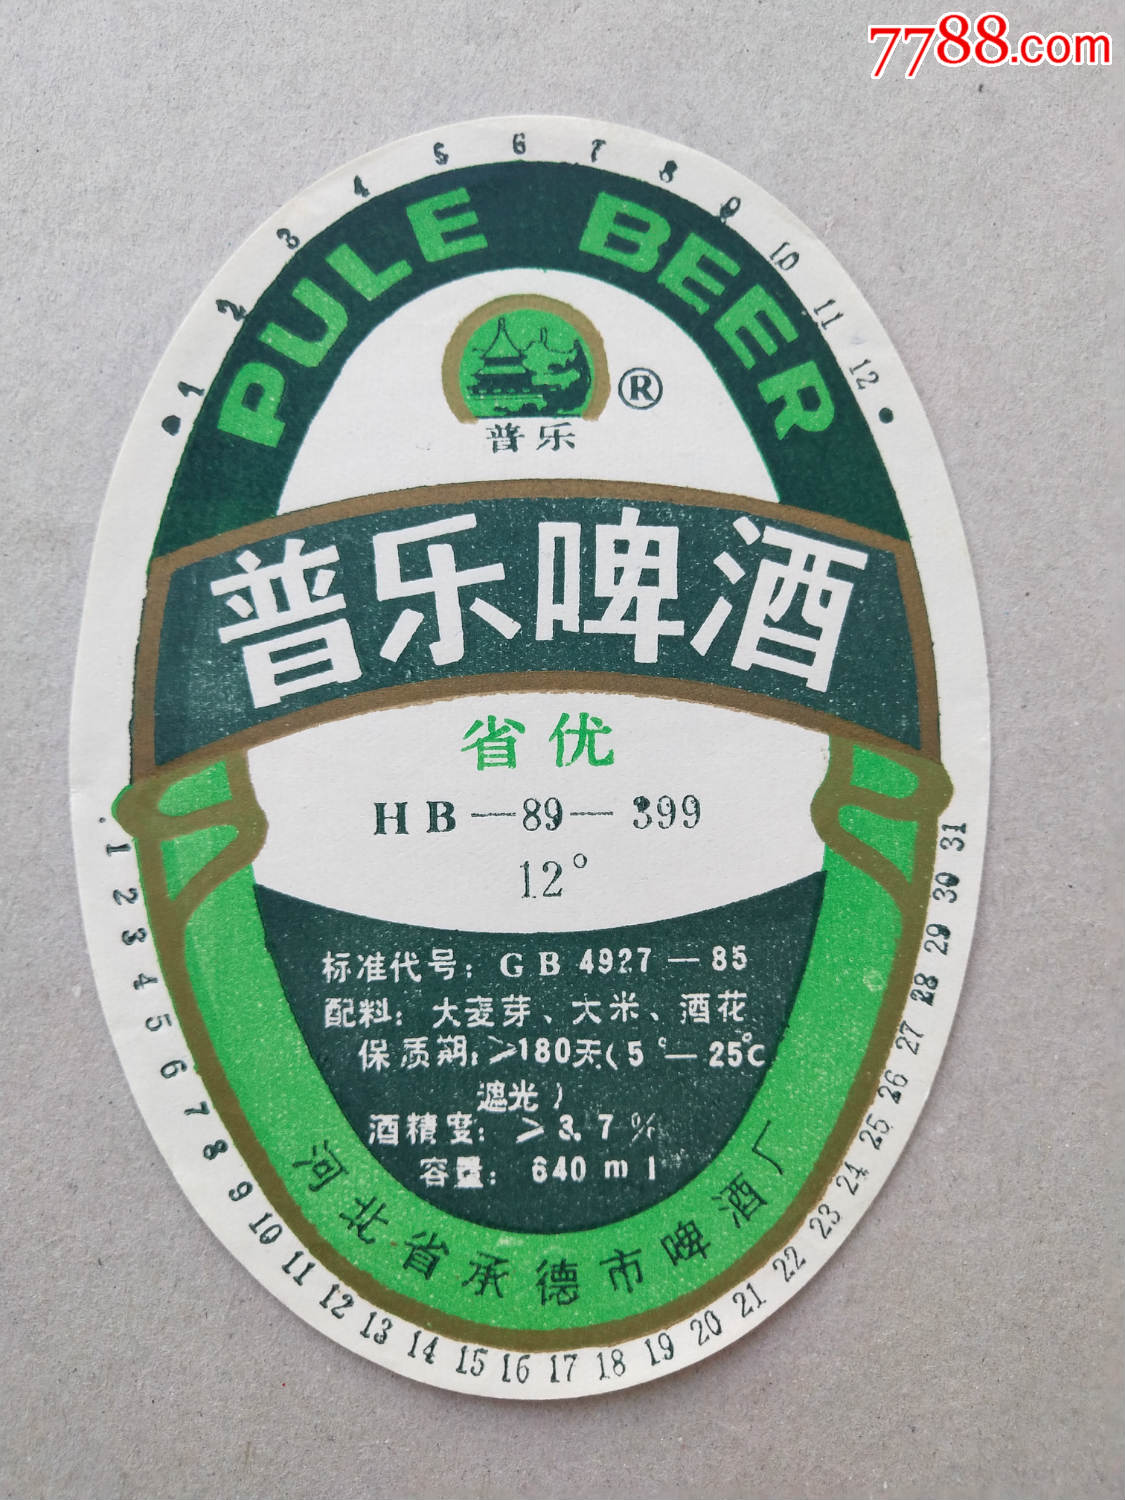 7788.com
1 2 3 4 5 6 7 8 9 10 11 12
PULE BEER
®
普乐
普乐啤酒
省优
HB—89—399
12°
标准代号：GB 4927—85
配料：大麦芽、大米、酒花
保质期：≥180天(5°—25℃
遮光)
酒精度：≥3.7%
容量：640ml
河北省承德市啤酒厂
1 2 3 4 5 6 7 8 9 10 11 12 13 14 15 16 17 18 19 20 21 22 23 24 25 26 27 28 29 30 31